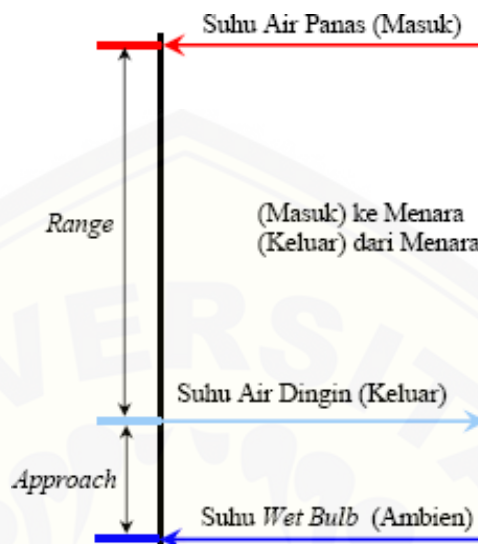 Suhu Air Panas (Masuk)
Range
(Masuk) ke Menara
(Keluar) dari Menara
Suhu Air Dingin (Keluar)
Approach
Suhu Wet Bulb (Ambien)